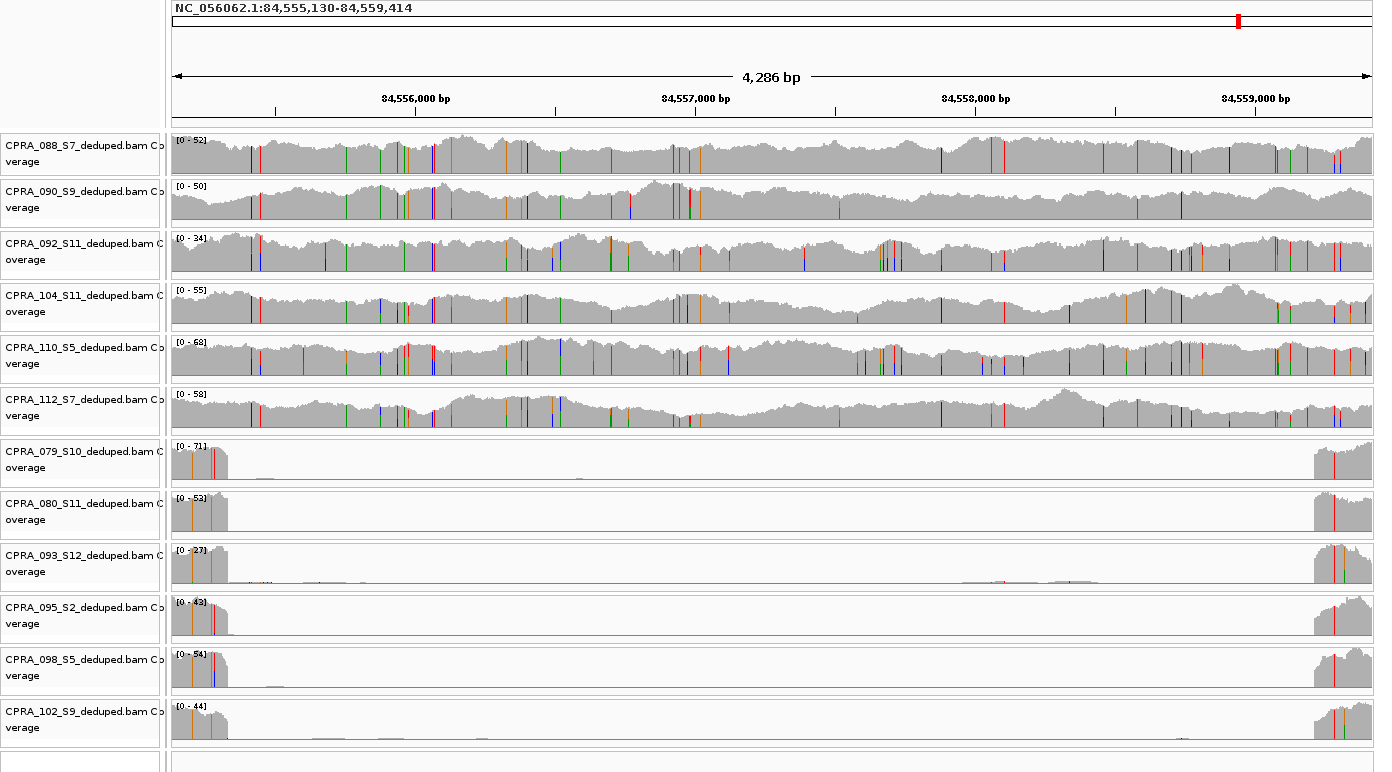 NC_056062.1:84,555,130-84,559,414
4,286 bp
84,556,000 bp 84,557,000 bp 84,558,000 bp 84,559,000 bp
CPRA_088_S7_deduped.bam Co
verage
[0 - 52]
CPRA_090_S9_deduped.bam Co
verage
[0 - 50]
CPRA_092_S11_deduped.bam C
overage
[0 - 34]
CPRA_104_S11_deduped.bam C
overage
[0 - 55]
CPRA_110_S5_deduped.bam Co
verage
[0 - 68]
CPRA_112_S7_deduped.bam Co
verage
[0 - 58]
CPRA_079_S10_deduped.bam C
overage
[0 - 71]
CPRA_080_S11_deduped.bam C
overage
[0 - 53]
CPRA_093_S12_deduped.bam C
overage
[0 - 27]
CPRA_095_S2_deduped.bam Co
verage
[0 - 43]
CPRA_098_S5_deduped.bam Co
verage
[0 - 54]
CPRA_102_S9_deduped.bam Co
verage
[0 - 44]